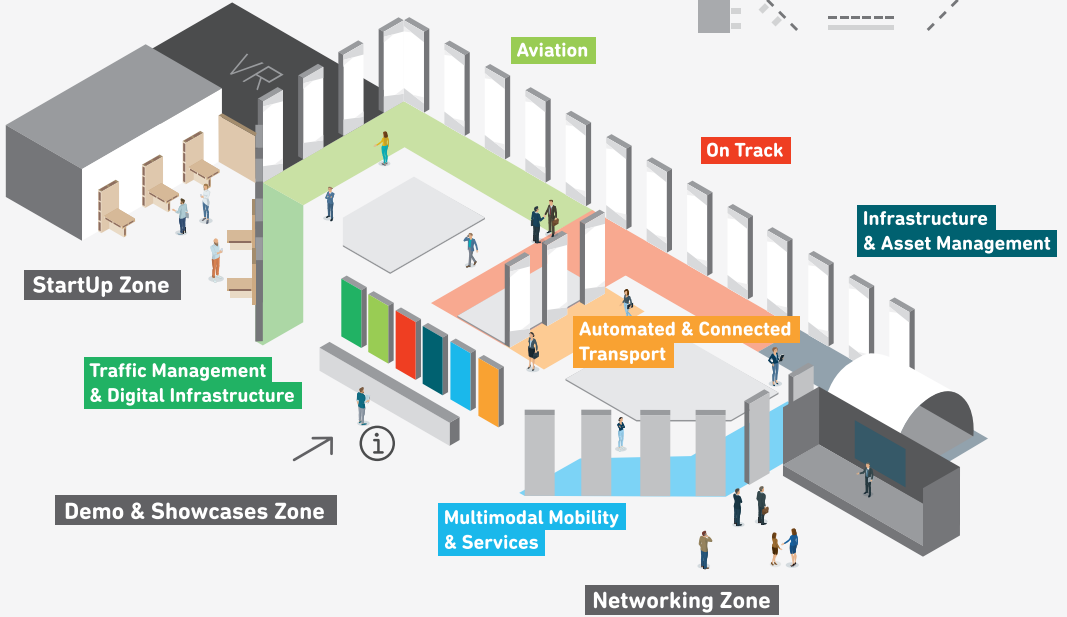 VR
Aviation
On Track
Infrastructure
& Asset Management
StartUp Zone
Automated & Connected
Transport
Traffic Management
& Digital Infrastructure
i
Demo & Showcases Zone
Multimodal Mobility
& Services
Networking Zone